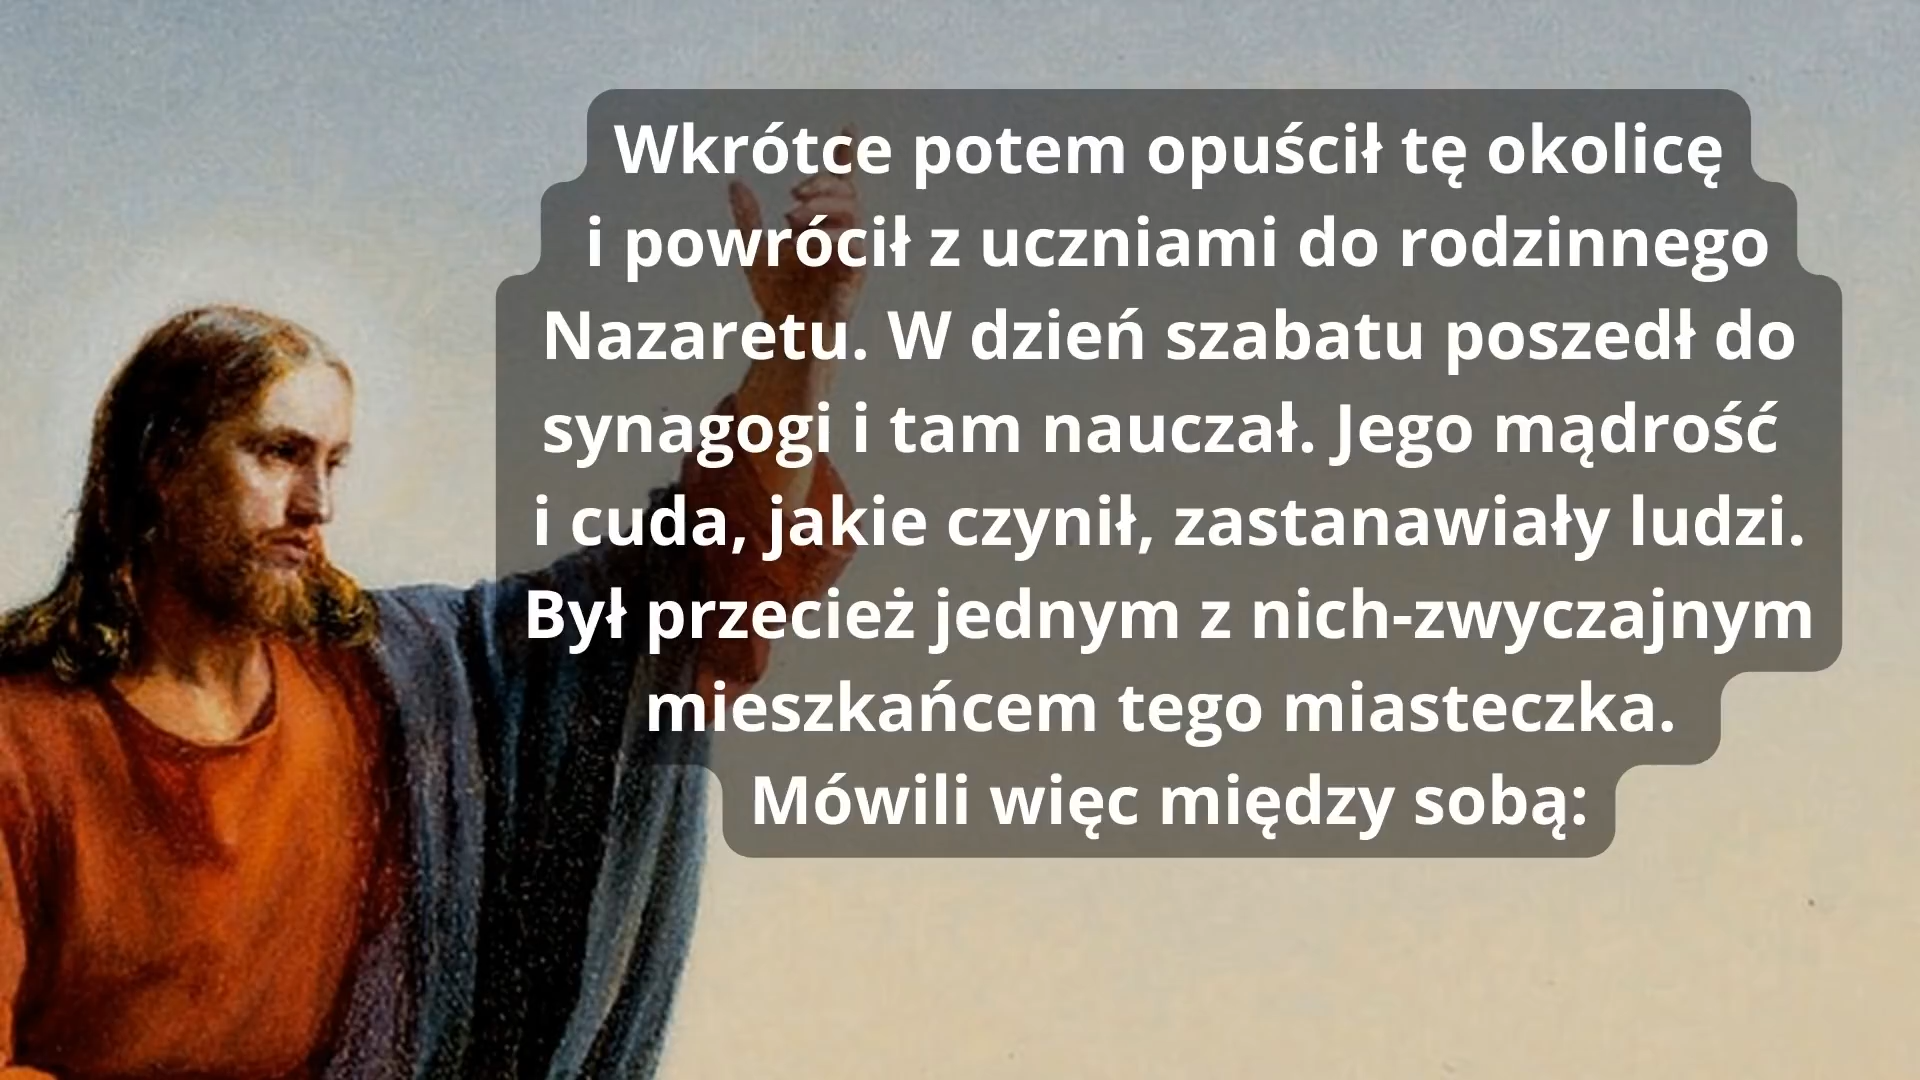 Wkrótce potem opuścił tę okolicę
i powrócił z uczniami do rodzinnego
Nazaretu. W dzień szabatu poszedł do
synagogi i tam nauczał. Jego mądrość
i cuda, jakie czynił, zastanawiały ludzi.
Był przecież jednym z nich-zwyczajnym
mieszkańcem tego miasteczka.
Mówili więc między sobą: